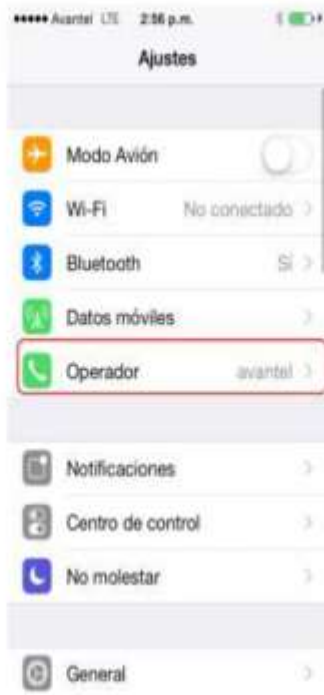 Avantel LTE 2:56 p.m.
Ajustes
Modo Avión
Wi-Fi No conectado
Bluetooth Sí
Datos móviles
Operador avantel
Notificaciones
Centro de control
No molestar
General